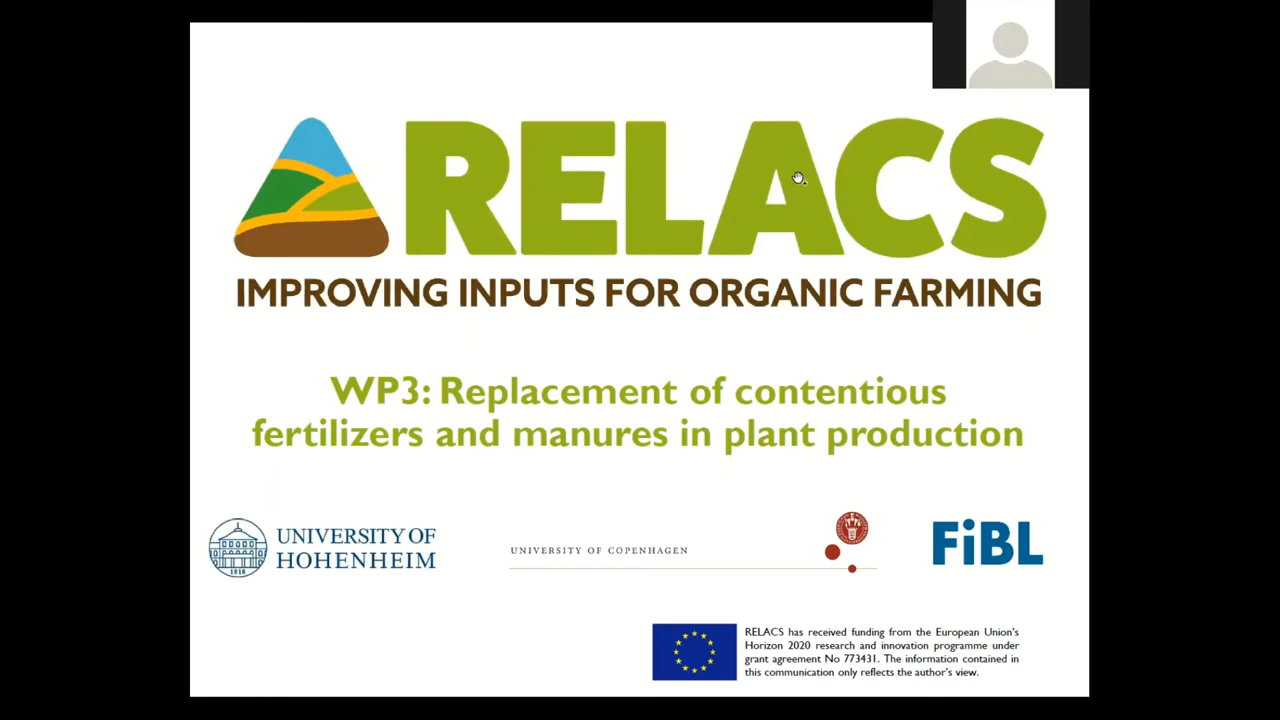 RELACS
IMPROVING INPUTS FOR ORGANIC FARMING
WP3: Replacement of contentious
fertilizers and manures in plant production
UNIVERSITY OF
HOHENHEIM
1818
UNIVERSITY OF COPENHAGEN
FiBL
RELACS has received funding from the European Union's
Horizon 2020 research and innovation programme under
grant agreement No 773431. The information contained in
this communication only reflects the author's view.